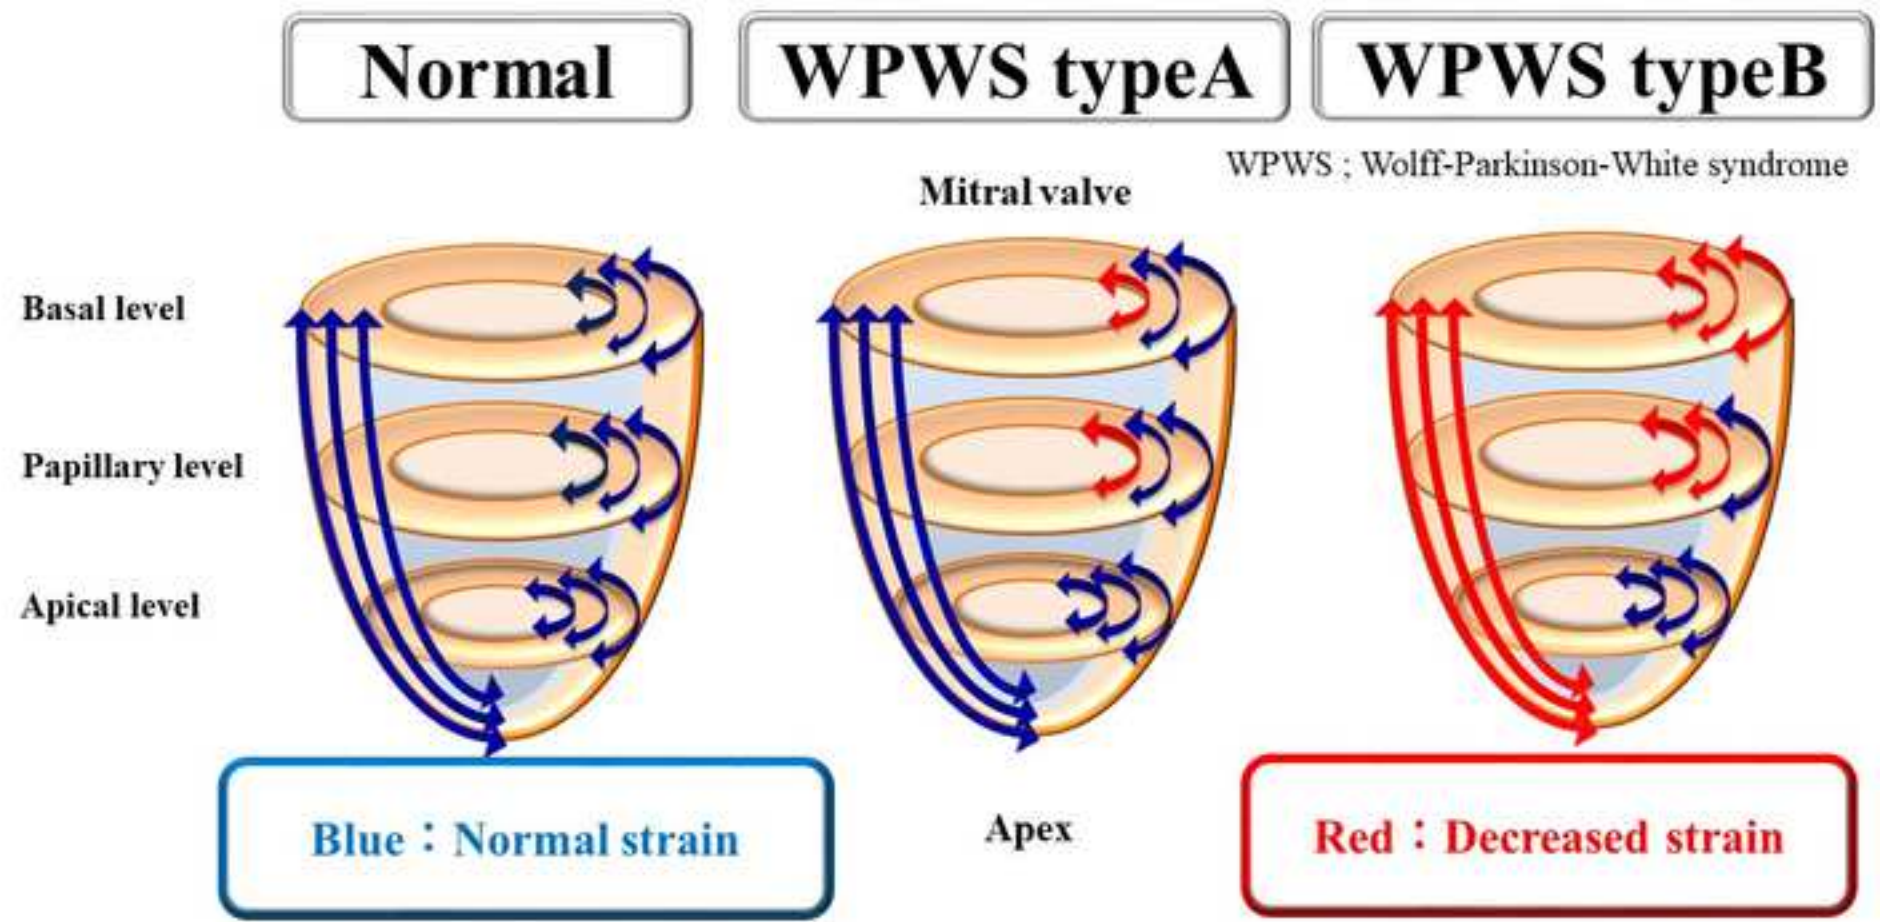 Normal
WPWS typeA
WPWS typeB
WPWS ; Wolff-Parkinson-White syndrome
Mitral valve
Basal level
Papillary level
Apical level
Blue：Normal strain
Apex
Red：Decreased strain